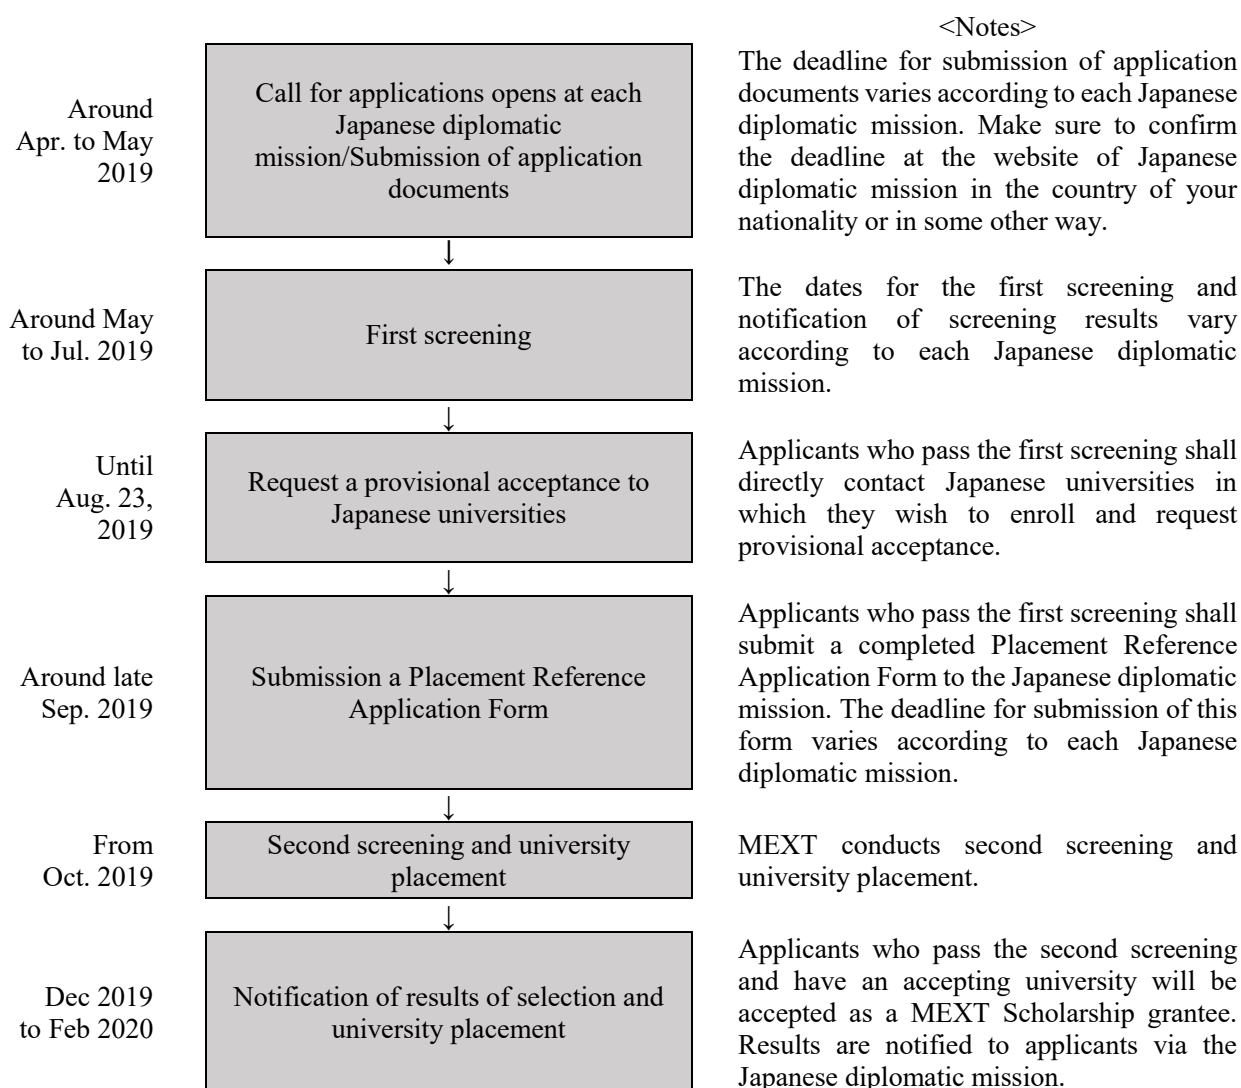 <Notes>
Around
Apr. to May
2019
Call for applications opens at each
Japanese diplomatic
mission/Submission of application
documents
The deadline for submission of application
documents varies according to each Japanese
diplomatic mission. Make sure to confirm
the deadline at the website of Japanese
diplomatic mission in the country of your
nationality or in some other way.
↓
Around May
to Jul. 2019
First screening
The dates for the first screening and
notification of screening results vary
according to each Japanese diplomatic
mission.
↓
Until
Aug. 23,
2019
Request a provisional acceptance to
Japanese universities
Applicants who pass the first screening shall
directly contact Japanese universities in
which they wish to enroll and request
provisional acceptance.
↓
Around late
Sep. 2019
Submission a Placement Reference
Application Form
Applicants who pass the first screening shall
submit a completed Placement Reference
Application Form to the Japanese diplomatic
mission. The deadline for submission of this
form varies according to each Japanese
diplomatic mission.
↓
From
Oct. 2019
Second screening and university
placement
MEXT conducts second screening and
university placement.
↓
Dec 2019
to Feb 2020
Notification of results of selection and
university placement
Applicants who pass the second screening
and have an accepting university will be
accepted as a MEXT Scholarship grantee.
Results are notified to applicants via the
Japanese diplomatic mission.